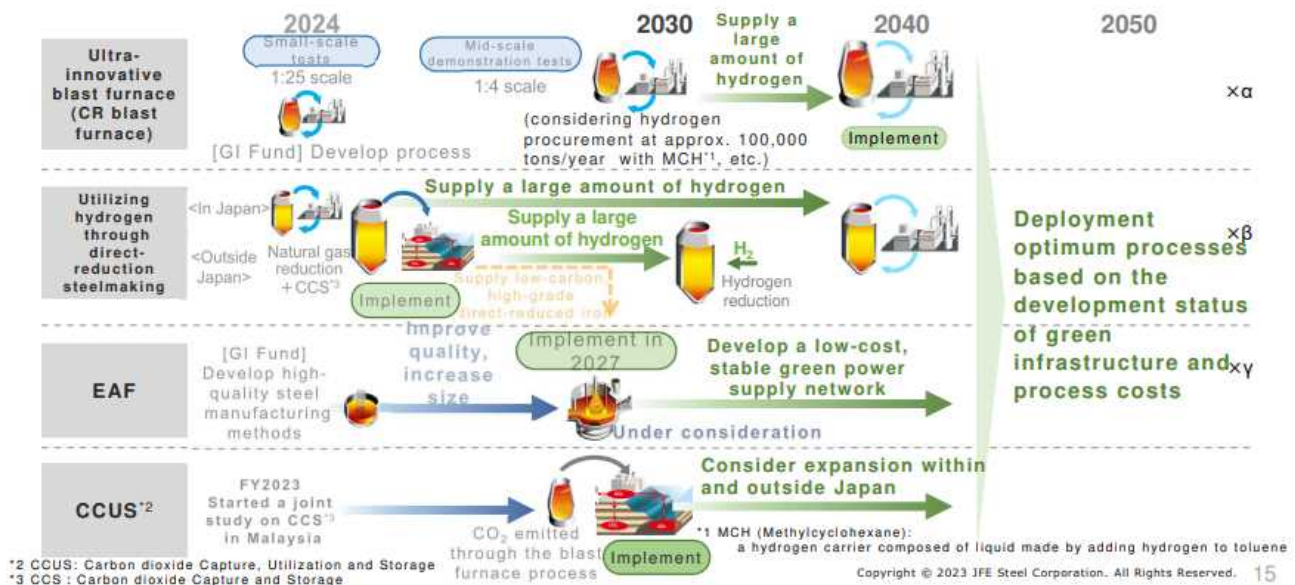 2024
2030
2040
2050
Ultra-
innovative
blast furnace
(CR blast
furnace)
Small-scale
tests
1:25 scale
[GI Fund] Develop process
Mid-scale
demonstration tests
1:4 scale
(considering hydrogen
procurement at approx. 100,000
tons/year with MCH*1, etc.)
Supply a
large
amount of
hydrogen
Implement
×α
Utilizing
hydrogen
through
direct-
reduction
steelmaking
<In Japan>
<Outside
Japan>
Natural gas
reduction
+CCS*3
Implement
Supply a large amount of hydrogen
Supply a large
amount of hydrogen
Supply low-carbon,
high-grade
direct-reduced iron
H2
Hydrogen
reduction
×β
EAF
[GI Fund]
Develop high-
quality steel
manufacturing
methods
Improve
quality,
increase
size
Implement in
2027
Under consideration
Develop a low-cost,
stable green power
supply network
×γ
Deployment
optimum processes
based on the
development status
of green
infrastructure and
process costs
CCUS*2
FY2023
Started a joint
study on CCS*3
in Malaysia
CO2 emitted
through the blast
furnace process
Implement
Consider expansion within
and outside Japan
*1 MCH (Methylcyclohexane):
a hydrogen carrier composed of liquid made by adding hydrogen to toluene
*2 CCUS: Carbon dioxide Capture, Utilization and Storage
*3 CCS : Carbon dioxide Capture and Storage
Copyright © 2023 JFE Steel Corporation. All Rights Reserved.
15